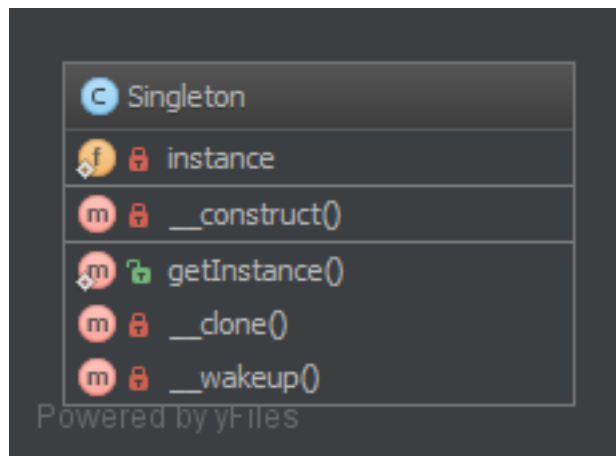 C Singleton
f instance
m __construct()
m getInstance()
m __clone()
m __wakeup()
Powered by yFiles